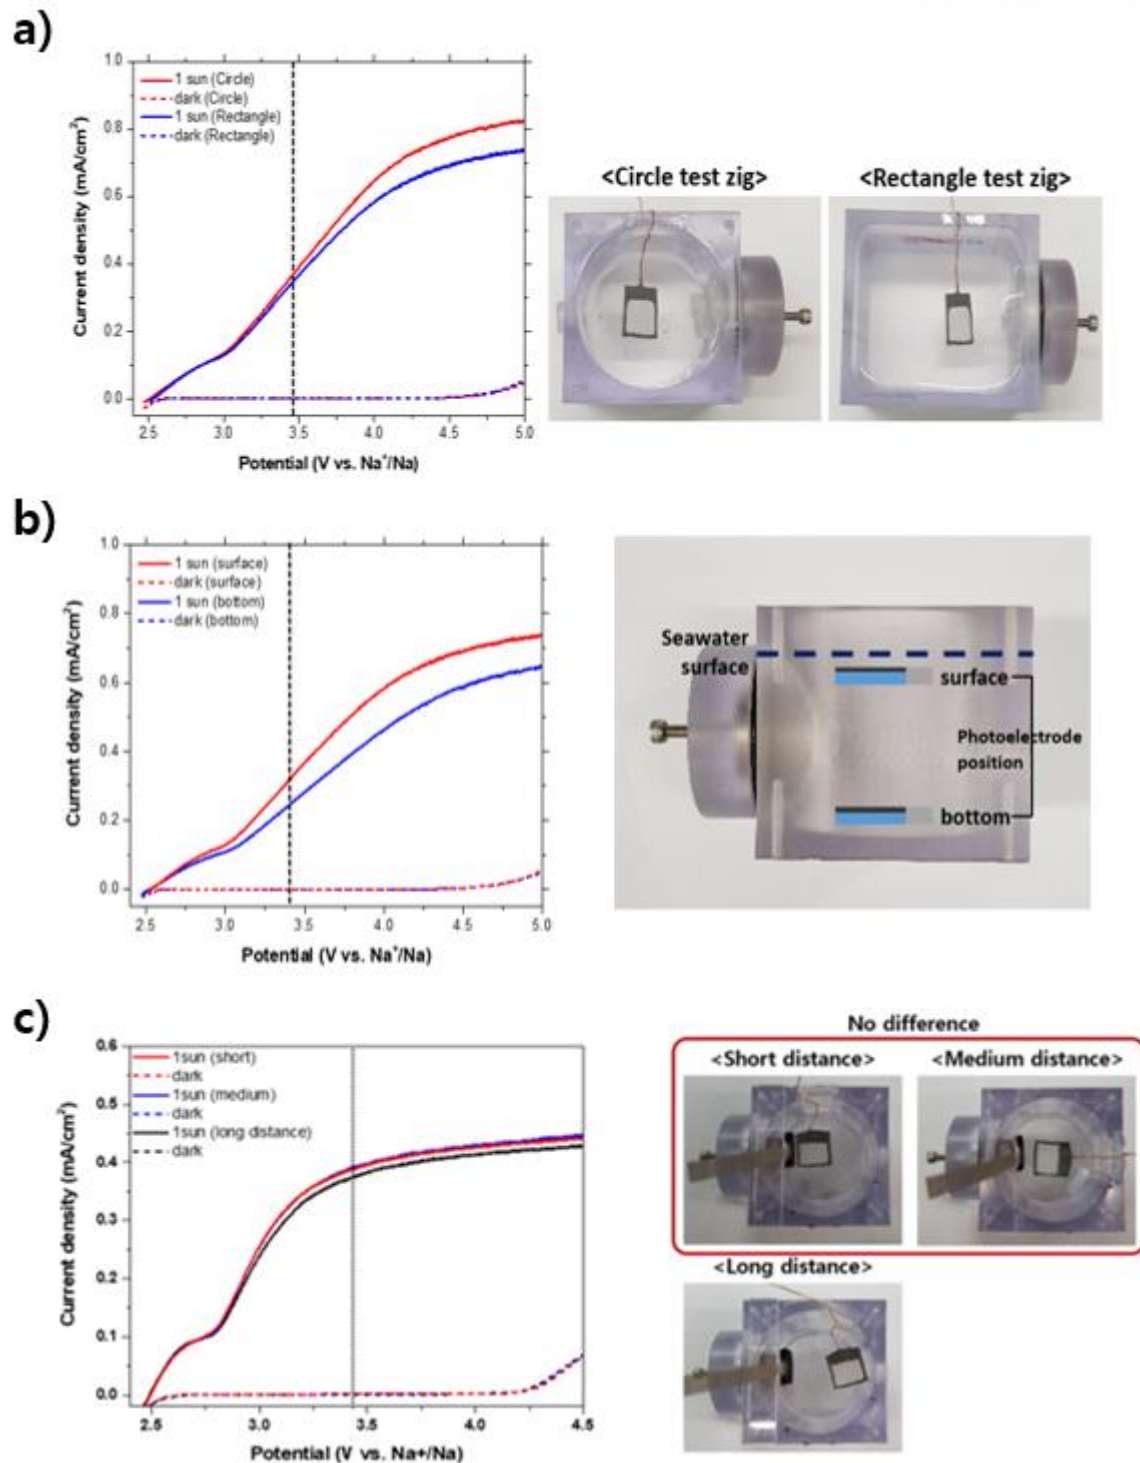 a)
1.0
0.8
0.6
0.4
0.2
0.0
Current density (mA/cm²)
1 sun (Circle)
dark (Circle)
1 sun (Rectangle)
dark (Rectangle)
2.5 3.0 3.5 4.0 4.5 5.0
Potential (V vs. Na⁺/Na)
<Circle test zig>
<Rectangle test zig>
b)
1.0
0.8
0.6
0.4
0.2
0.0
Current density (mA/cm²)
1 sun (surface)
dark (surface)
1 sun (bottom)
dark (bottom)
2.5 3.0 3.5 4.0 4.5 5.0
Potential (V vs. Na⁺/Na)
Seawater
surface
surface
Photoelectrode
position
bottom
c)
0.6
0.5
0.4
0.3
0.2
0.1
0.0
Current density (mA/cm²)
1sun (short)
dark
1sun (medium)
dark
1sun (long distance)
dark
2.5 3.0 3.5 4.0 4.5
Potential (V vs. Na+/Na)
No difference
<Short distance>
<Medium distance>
<Long distance>